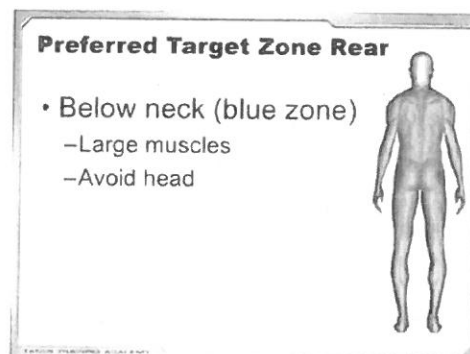 Preferred Target Zone Rear
• Below neck (blue zone)
–Large muscles
–Avoid head